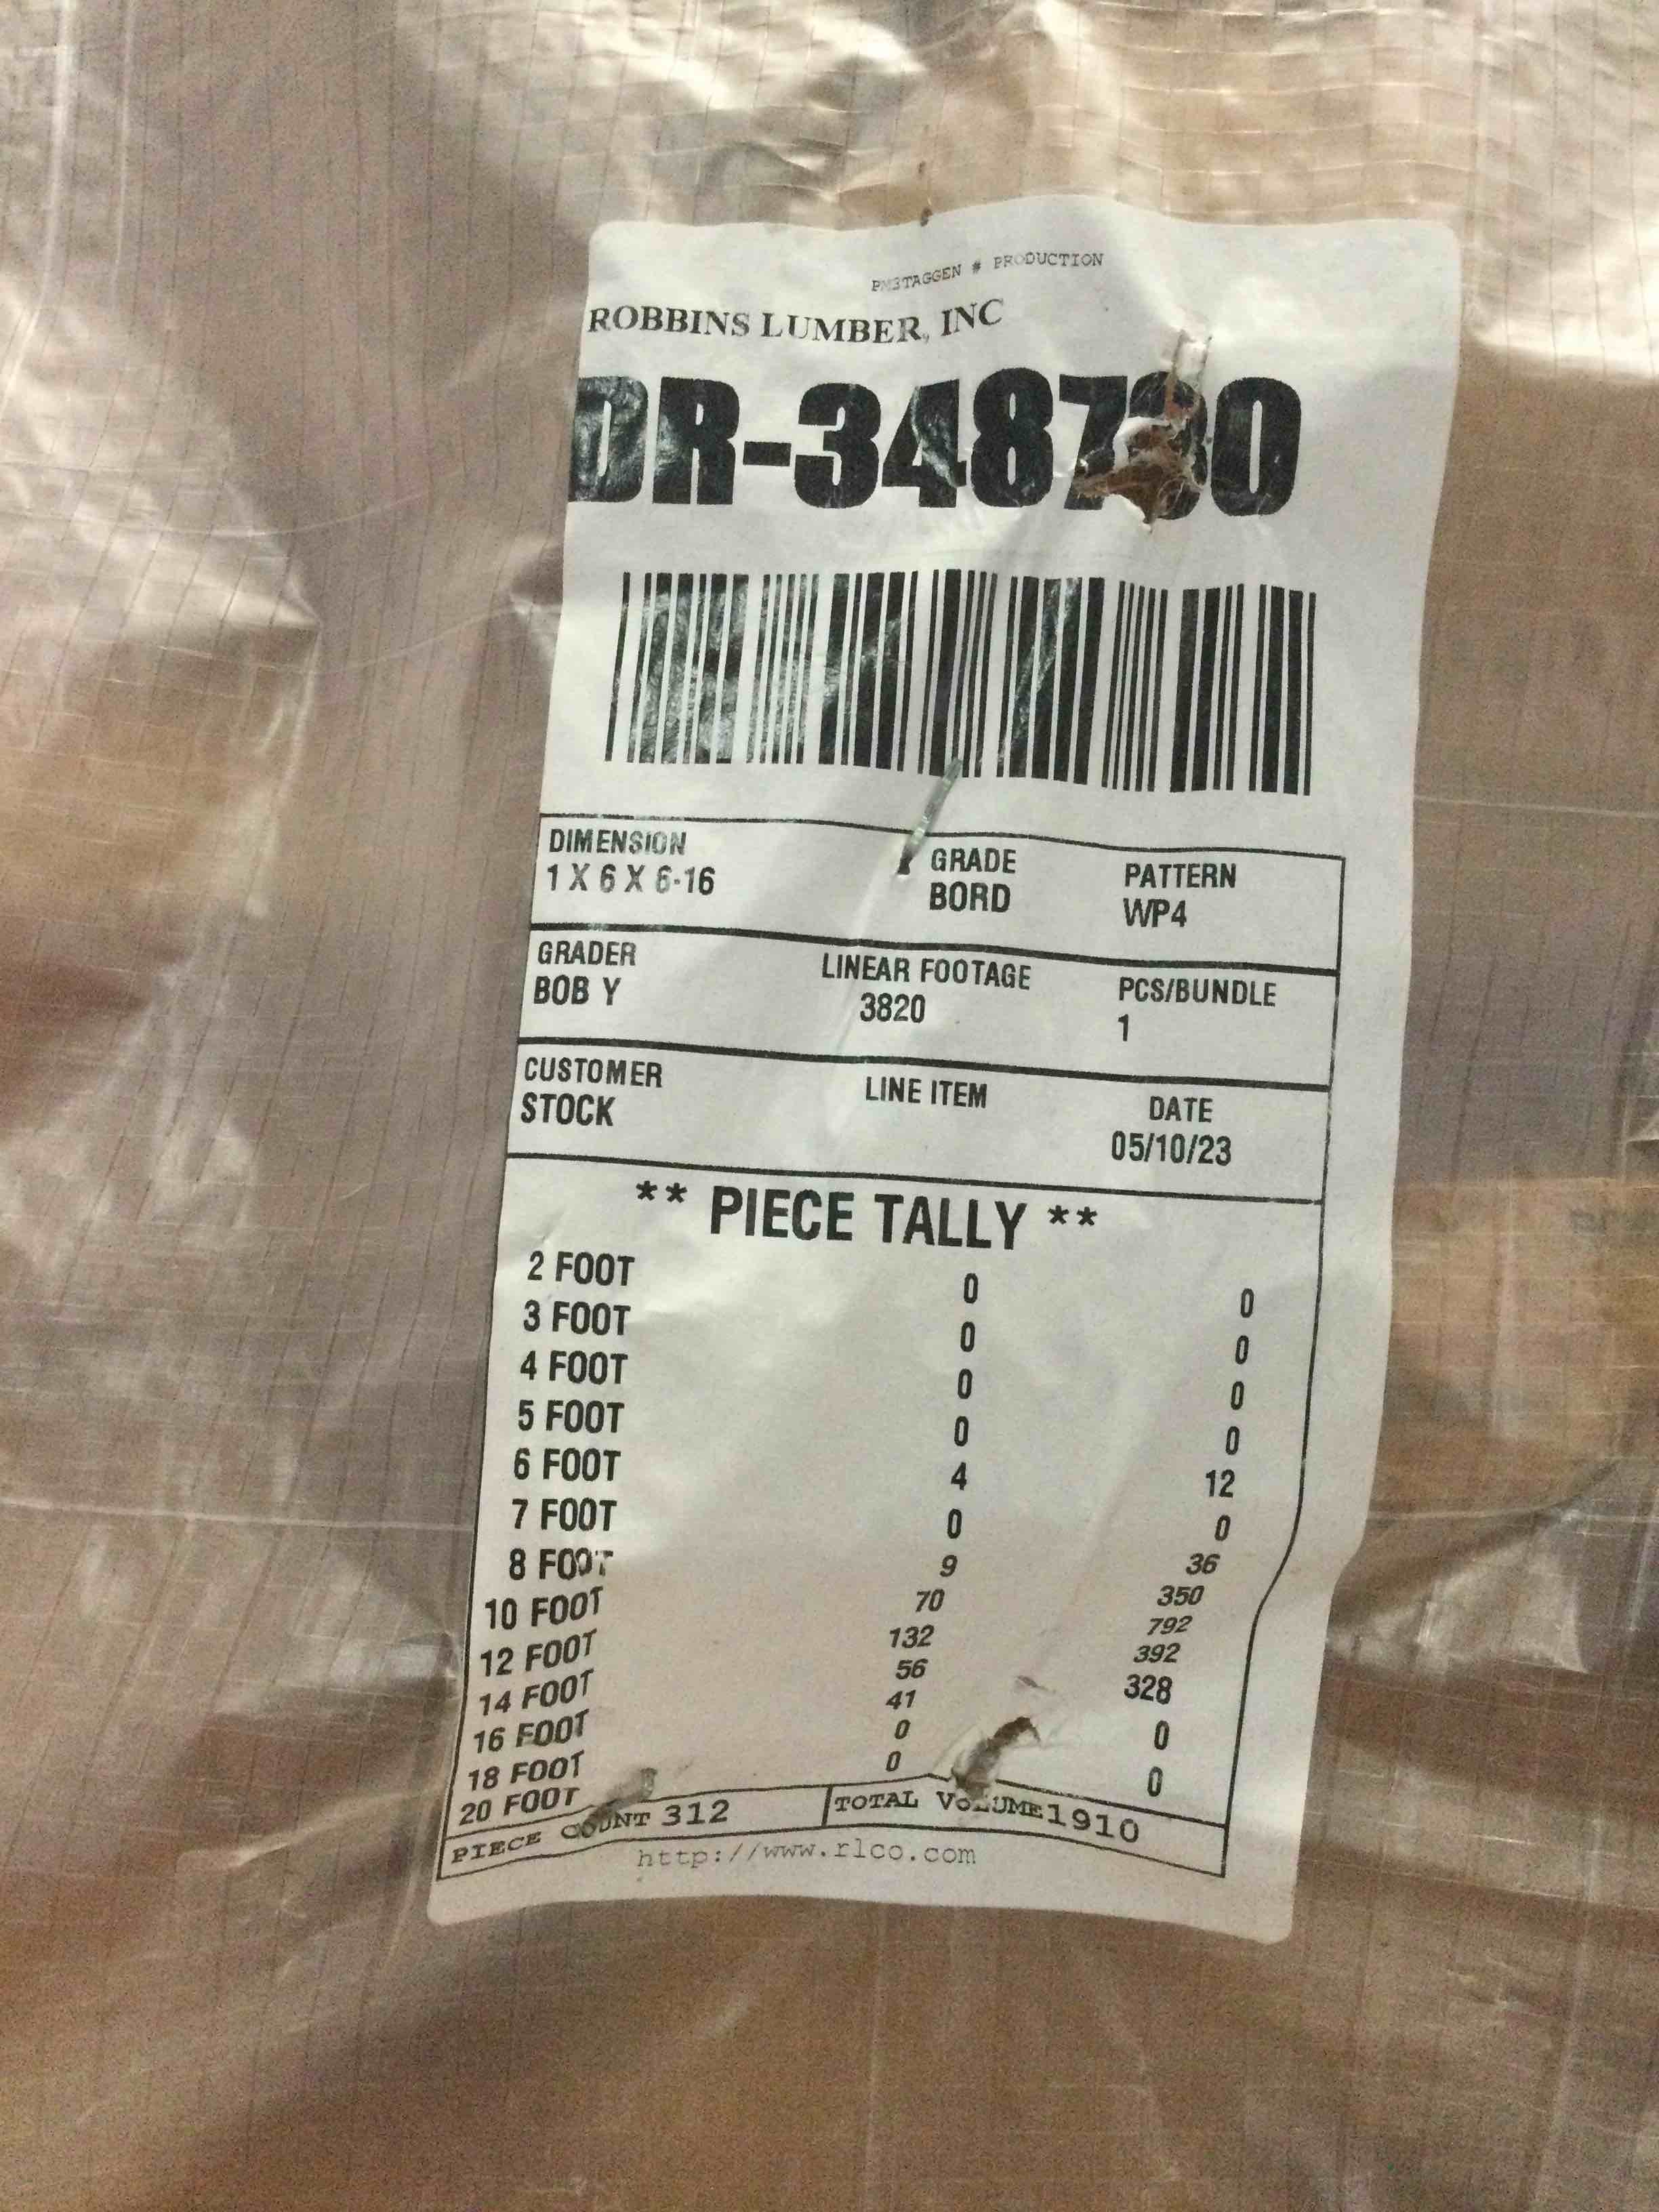 PM3TAGGEN # PRODUCTION
ROBBINS LUMBER, INC
DIMENSION GRADE PATTERN
1 X 6 X 6-16 BORD WP4
GRADER LINEAR FOOTAGE PCS/BUNDLE
BOB Y 3820 1
CUSTOMER LINE ITEM DATE
STOCK 05/10/23
** PIECE TALLY **
2 FOOT 0 0
3 FOOT 0 0
4 FOOT 0 0
5 FOOT 0 0
6 FOOT 4 12
7 FOOT 0 0
8 FOOT 9 36
10 FOOT 70 350
12 FOOT 132 792
14 FOOT 56 392
16 FOOT 41 328
18 FOOT 0 0
20 FOOT 0 0
PIECE COUNT 312 TOTAL VOLUME 1910
http://www.rlco.com